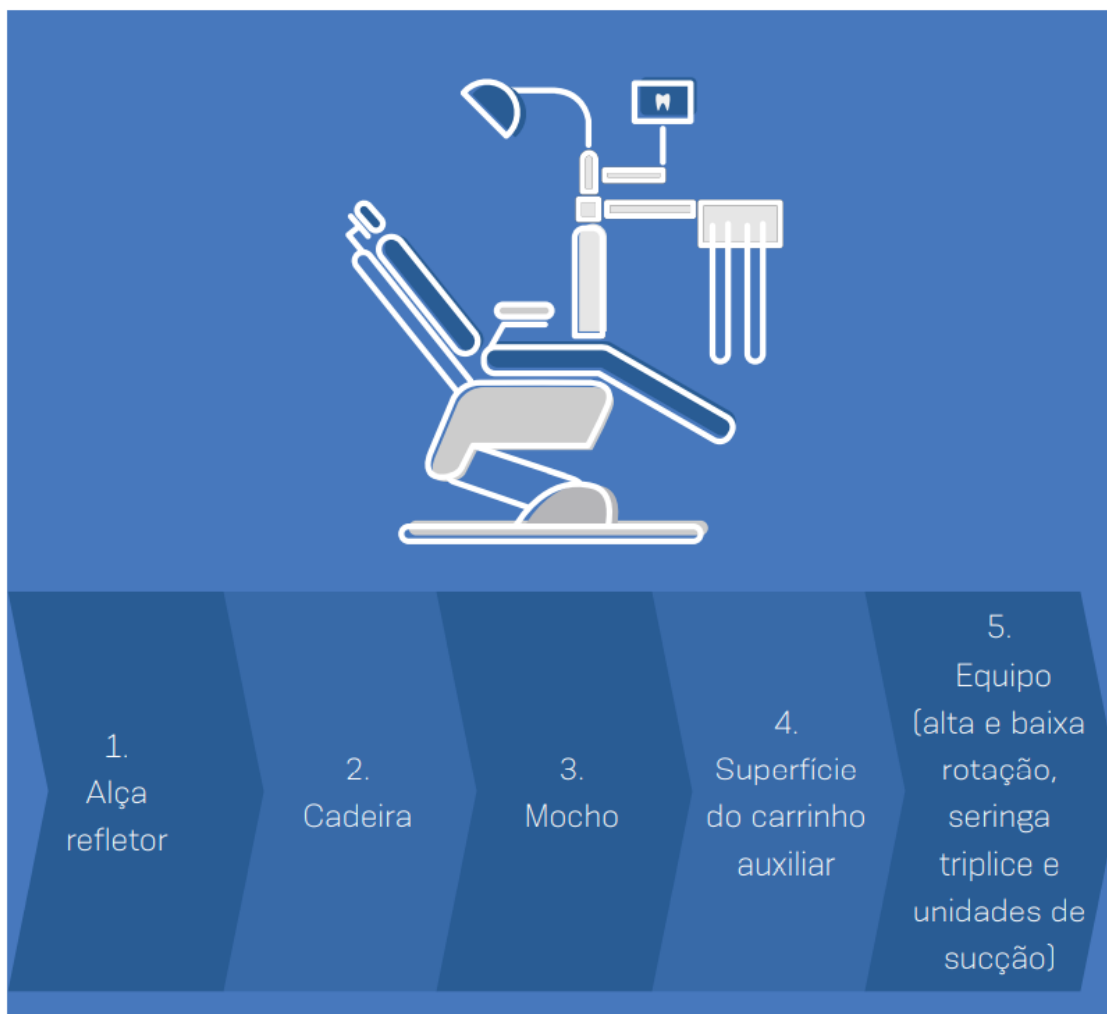 1.
Alça
refletor
2.
Cadeira
3.
Mocho
4.
Superfície
do carrinho
auxiliar
5.
Equipo
(alta e baixa
rotação,
seringa
triplice e
unidades de
sucção)